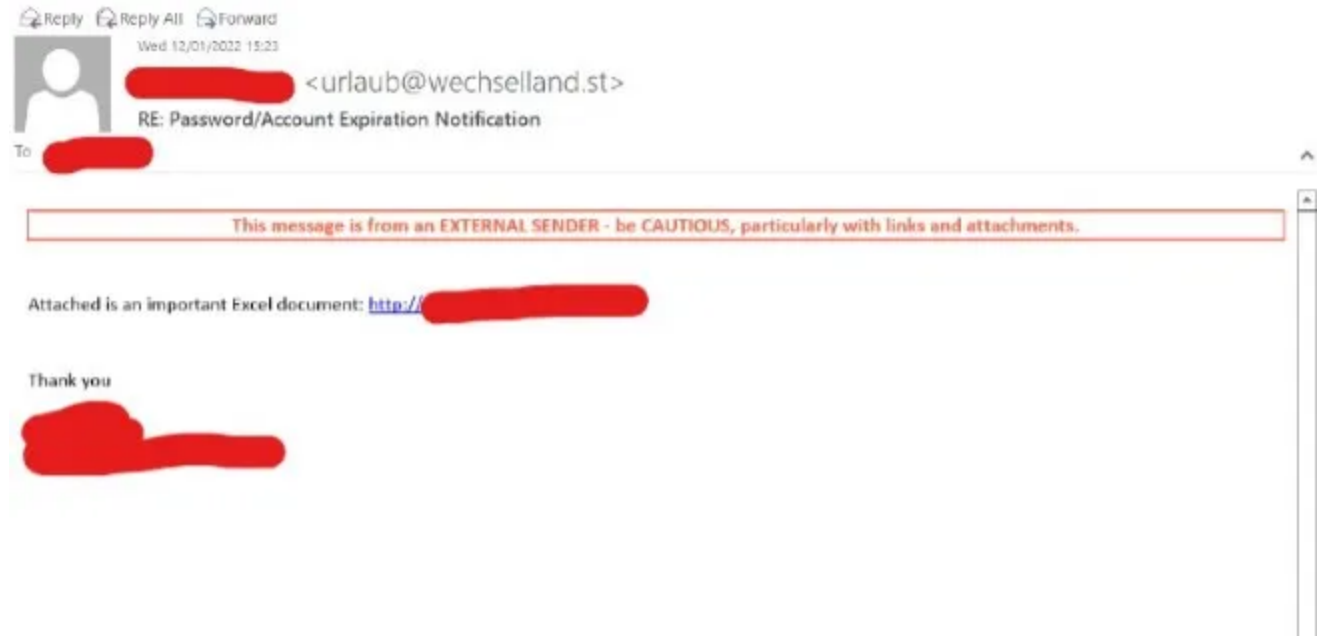 Reply Reply All Forward
Wed 12/01/2022 15:23
<urlaub@wechselland.st>
RE: Password/Account Expiration Notification
To
This message is from an EXTERNAL SENDER - be CAUTIOUS, particularly with links and attachments.
Attached is an important Excel document: http://
Thank you